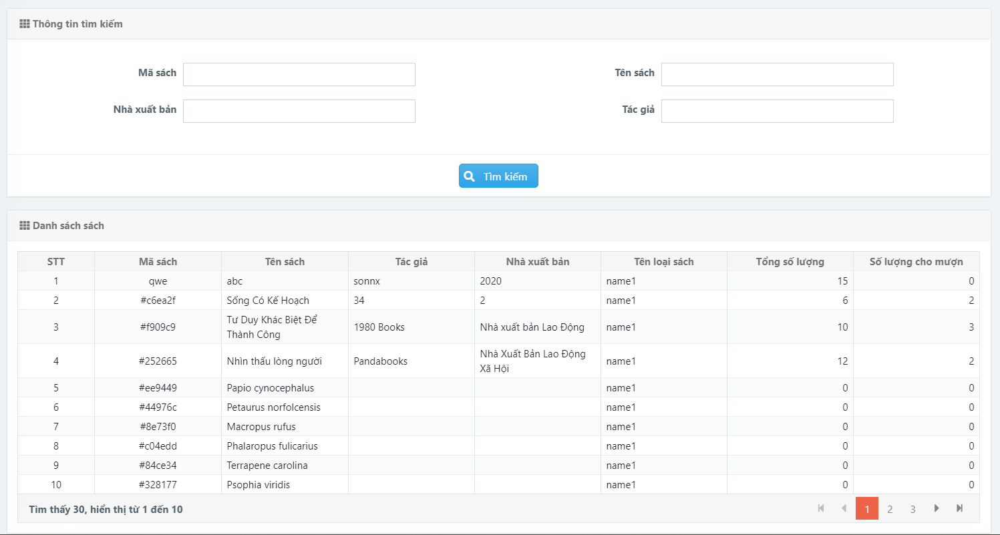 Thông tin tìm kiếm
Mã sách
Tên sách
Nhà xuất bản
Tác giả
Tìm kiếm
Danh sách sách
STT Mã sách Tên sách Tác giả Nhà xuất bản Tên loại sách Tổng số lượng Số lượng cho mượn
1 qwe abc sonnx 2020 name1 15 0
2 #c6ea2f Sống Có Kế Hoạch 34 2 name1 6 2
3 #f909c9 Tư Duy Khác Biệt Để
Thành Công 1980 Books Nhà xuất bản Lao Động name1 10 3
4 #252665 Nhìn thấu lòng người Pandabooks Nhà Xuất Bản Lao Động
Xã Hội name1 12 2
5 #ee9449 Papio cynocephalus name1 0 0
6 #44976c Petaurus norfolcensis name1 0 0
7 #8e73f0 Macropus rufus name1 0 0
8 #c04edd Phalaropus fulicarius name1 0 0
9 #84ce34 Terrapene carolina name1 0 0
10 #328177 Psophia viridis name1 0 0
Tìm thấy 30, hiển thị từ 1 đến 10
1 2 3